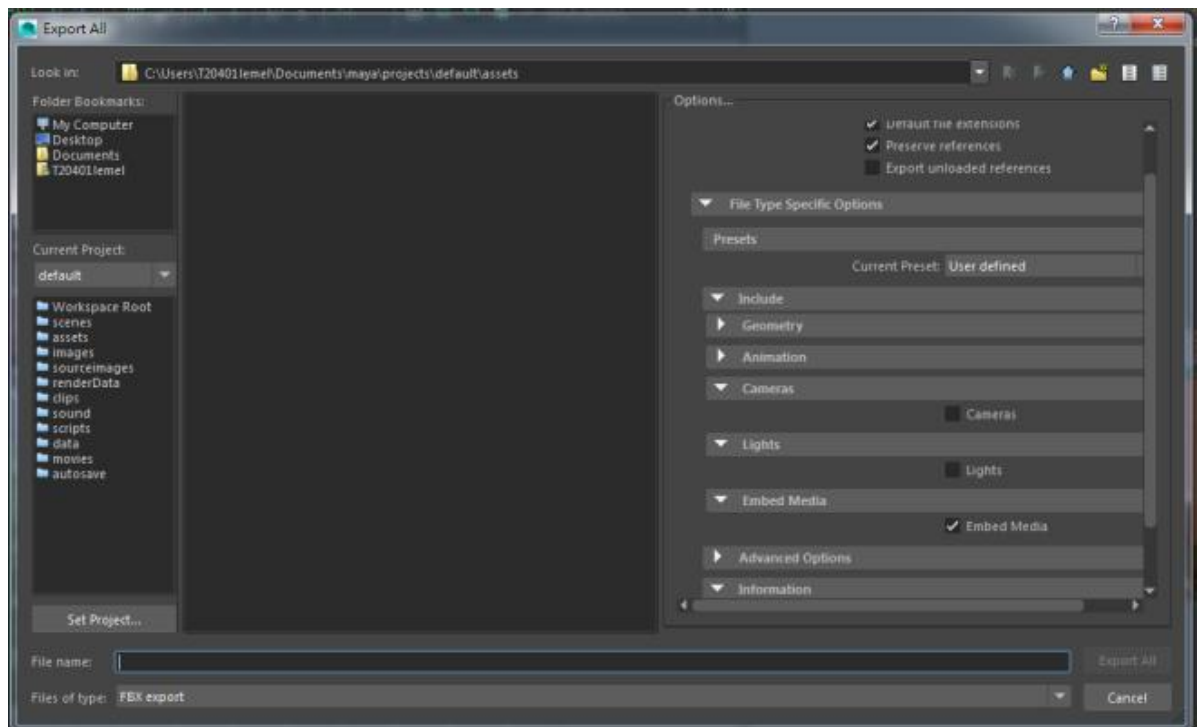 Export All
Look in: C:\Users\T20401lemel\Documents\maya\projects\default\assets
Folder Bookmarks:
My Computer
Desktop
Documents
T20401lemel
Current Project:
default
Workspace Root
scenes
assets
images
sourceimages
renderData
clips
sound
scripts
data
movies
autosave
Set Project...
Options...
Default file extensions
Preserve references
Export unloaded references
File Type Specific Options
Presets
Current Preset: User defined
Include
Geometry
Animation
Cameras
Cameras
Lights
Lights
Embed Media
Embed Media
Advanced Options
Information
File name:
Export All
Files of type: FBX export
Cancel